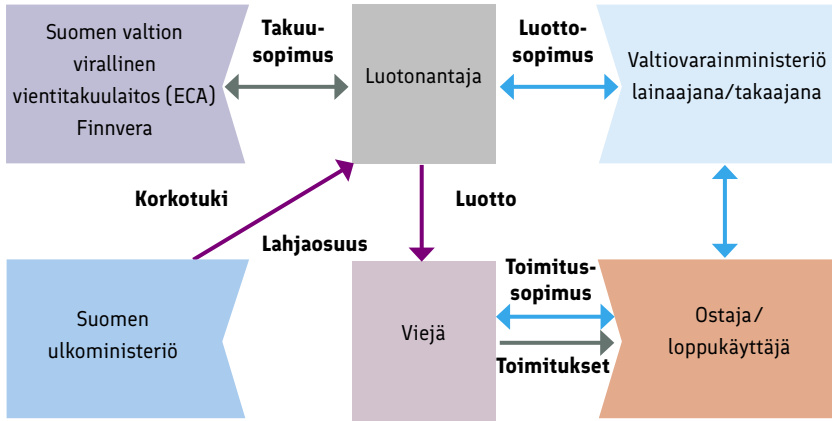 Suomen valtion
virallinen
vientitakuulaitos (ECA)
Finnvera
Takuu-
sopimus
Luotonantaja
Luotto-
sopimus
Valtiovarainministeriö
lainaajana/takaajana
Korkotuki
Lahjaosuus
Luotto
Suomen
ulkoministeriö
Viejä
Toimitus-
sopimus
Toimitukset
Ostaja/
loppukäyttäjä